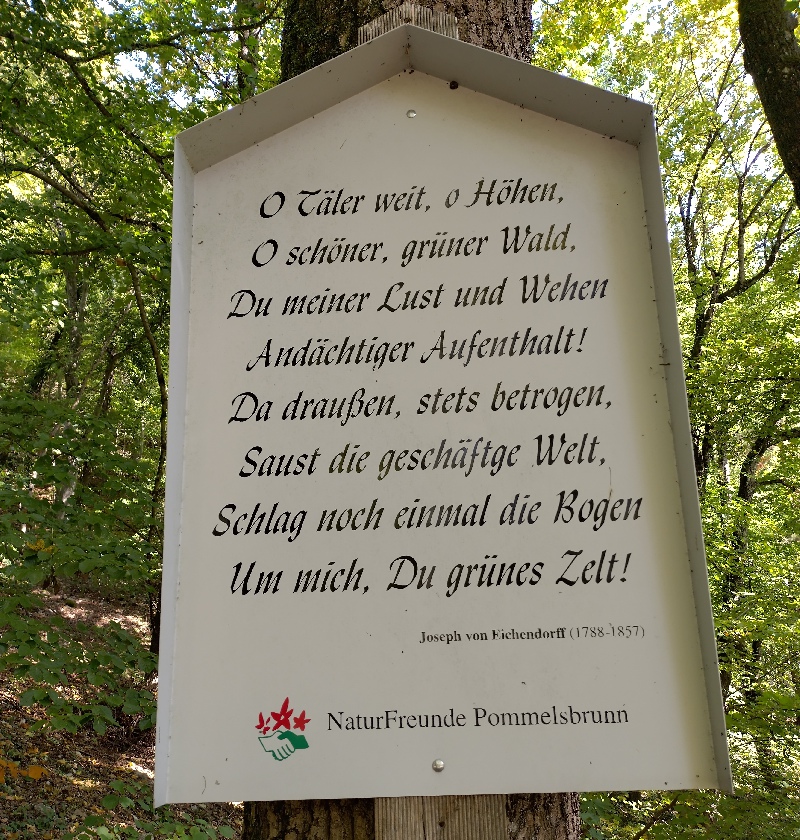 O Täler weit, o Höhen,
O schöner, grüner Wald,
Du meiner Lust und Wehen
Andächtiger Aufenthalt!
Da draußen, stets betrogen,
Saust die geschäftge Welt,
Schlag noch einmal die Bogen
Um mich, Du grünes Zelt!
Joseph von Eichendorff (1788-1857)
NaturFreunde Pommelsbrunn